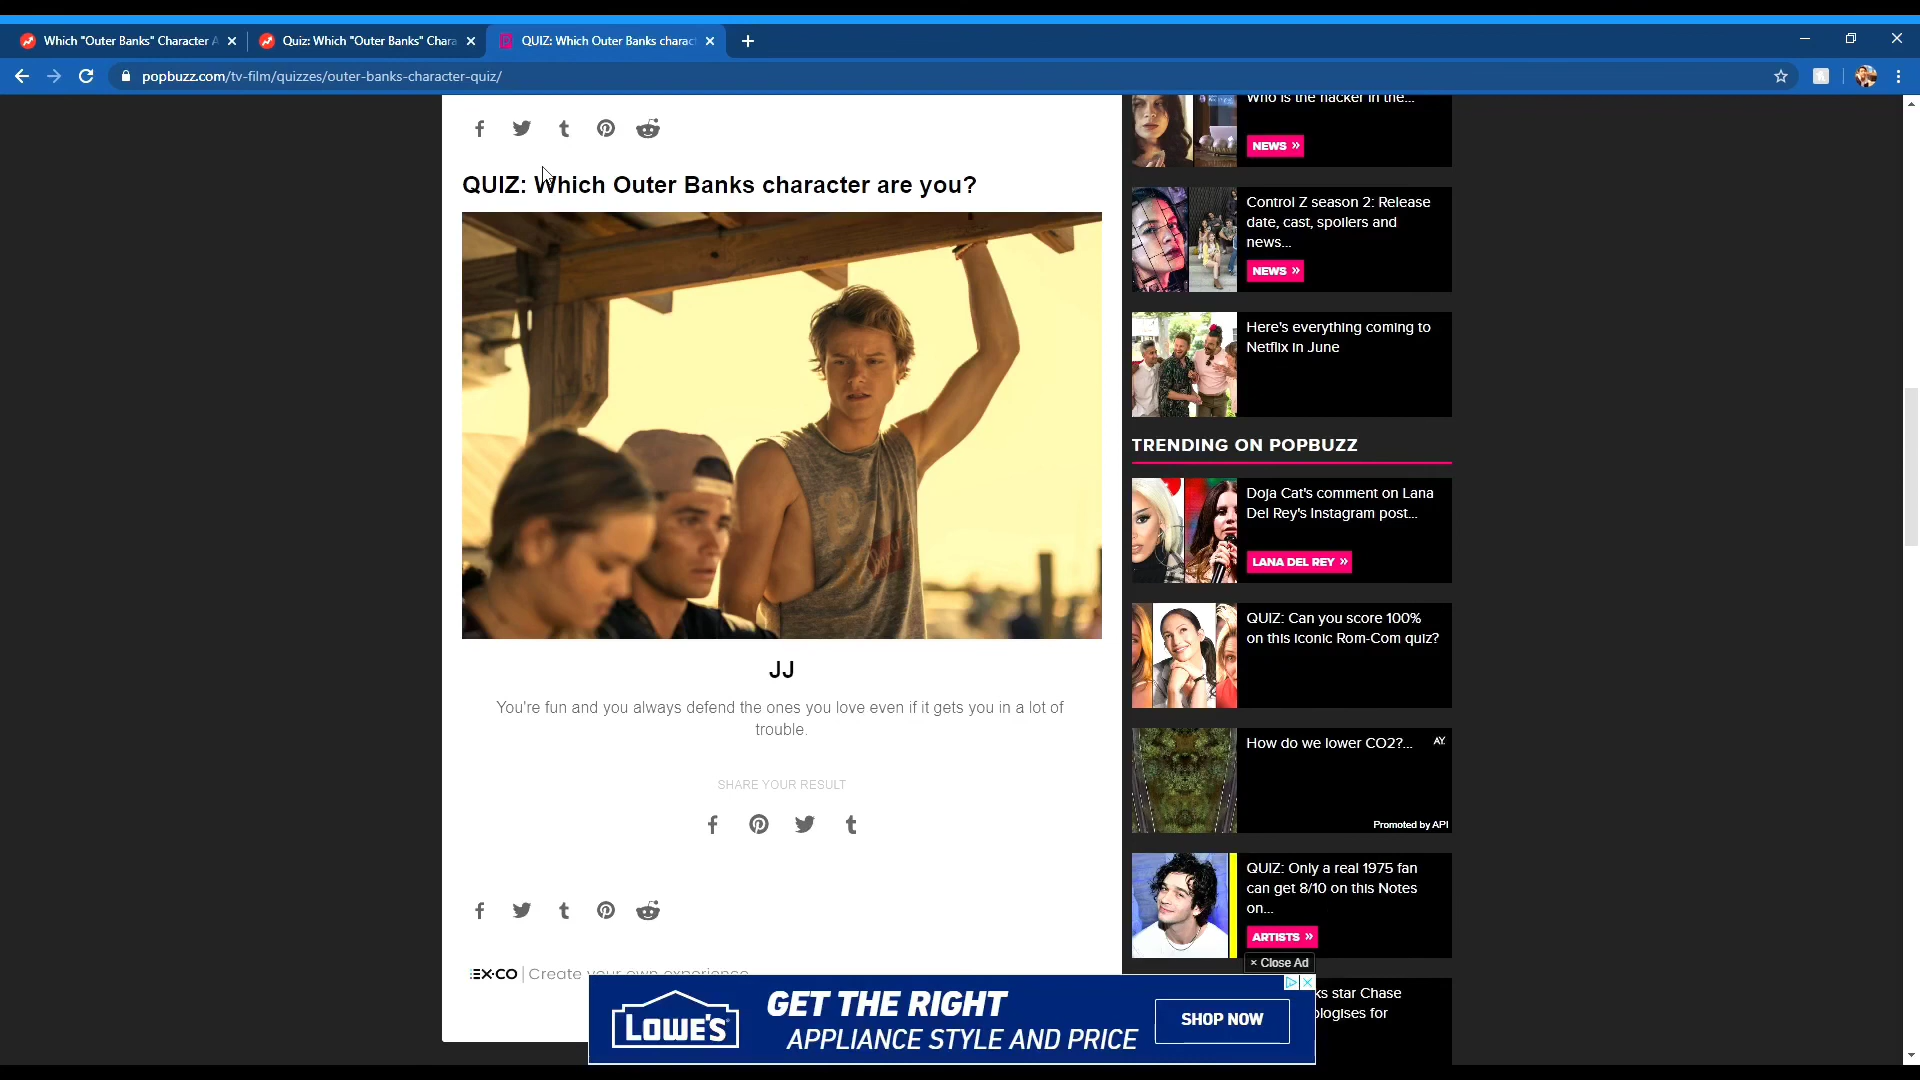 Which "Outer Banks" Character A
Quiz: Which "Outer Banks" Chara
QUIZ: Which Outer Banks charac
popbuzz.com/tv-film/quizzes/outer-banks-character-quiz/
QUIZ: Which Outer Banks character are you?
JJ
You're fun and you always defend the ones you love even if it gets you in a lot of
trouble.
SHARE YOUR RESULT
EX·CO | Create your own experience
Who is the hacker in the...
NEWS »
Control Z season 2: Release
date, cast, spoilers and
news...
NEWS »
Here's everything coming to
Netflix in June
TRENDING ON POPBUZZ
Doja Cat's comment on Lana
Del Rey's Instagram post...
LANA DEL REY »
QUIZ: Can you score 100%
on this iconic Rom-Com quiz?
How do we lower CO2?...
Promoted by API
QUIZ: Only a real 1975 fan
can get 8/10 on this Notes
on...
ARTISTS »
× Close Ad
ks star Chase
ologises for
LOWE'S
GET THE RIGHT
APPLIANCE STYLE AND PRICE
SHOP NOW